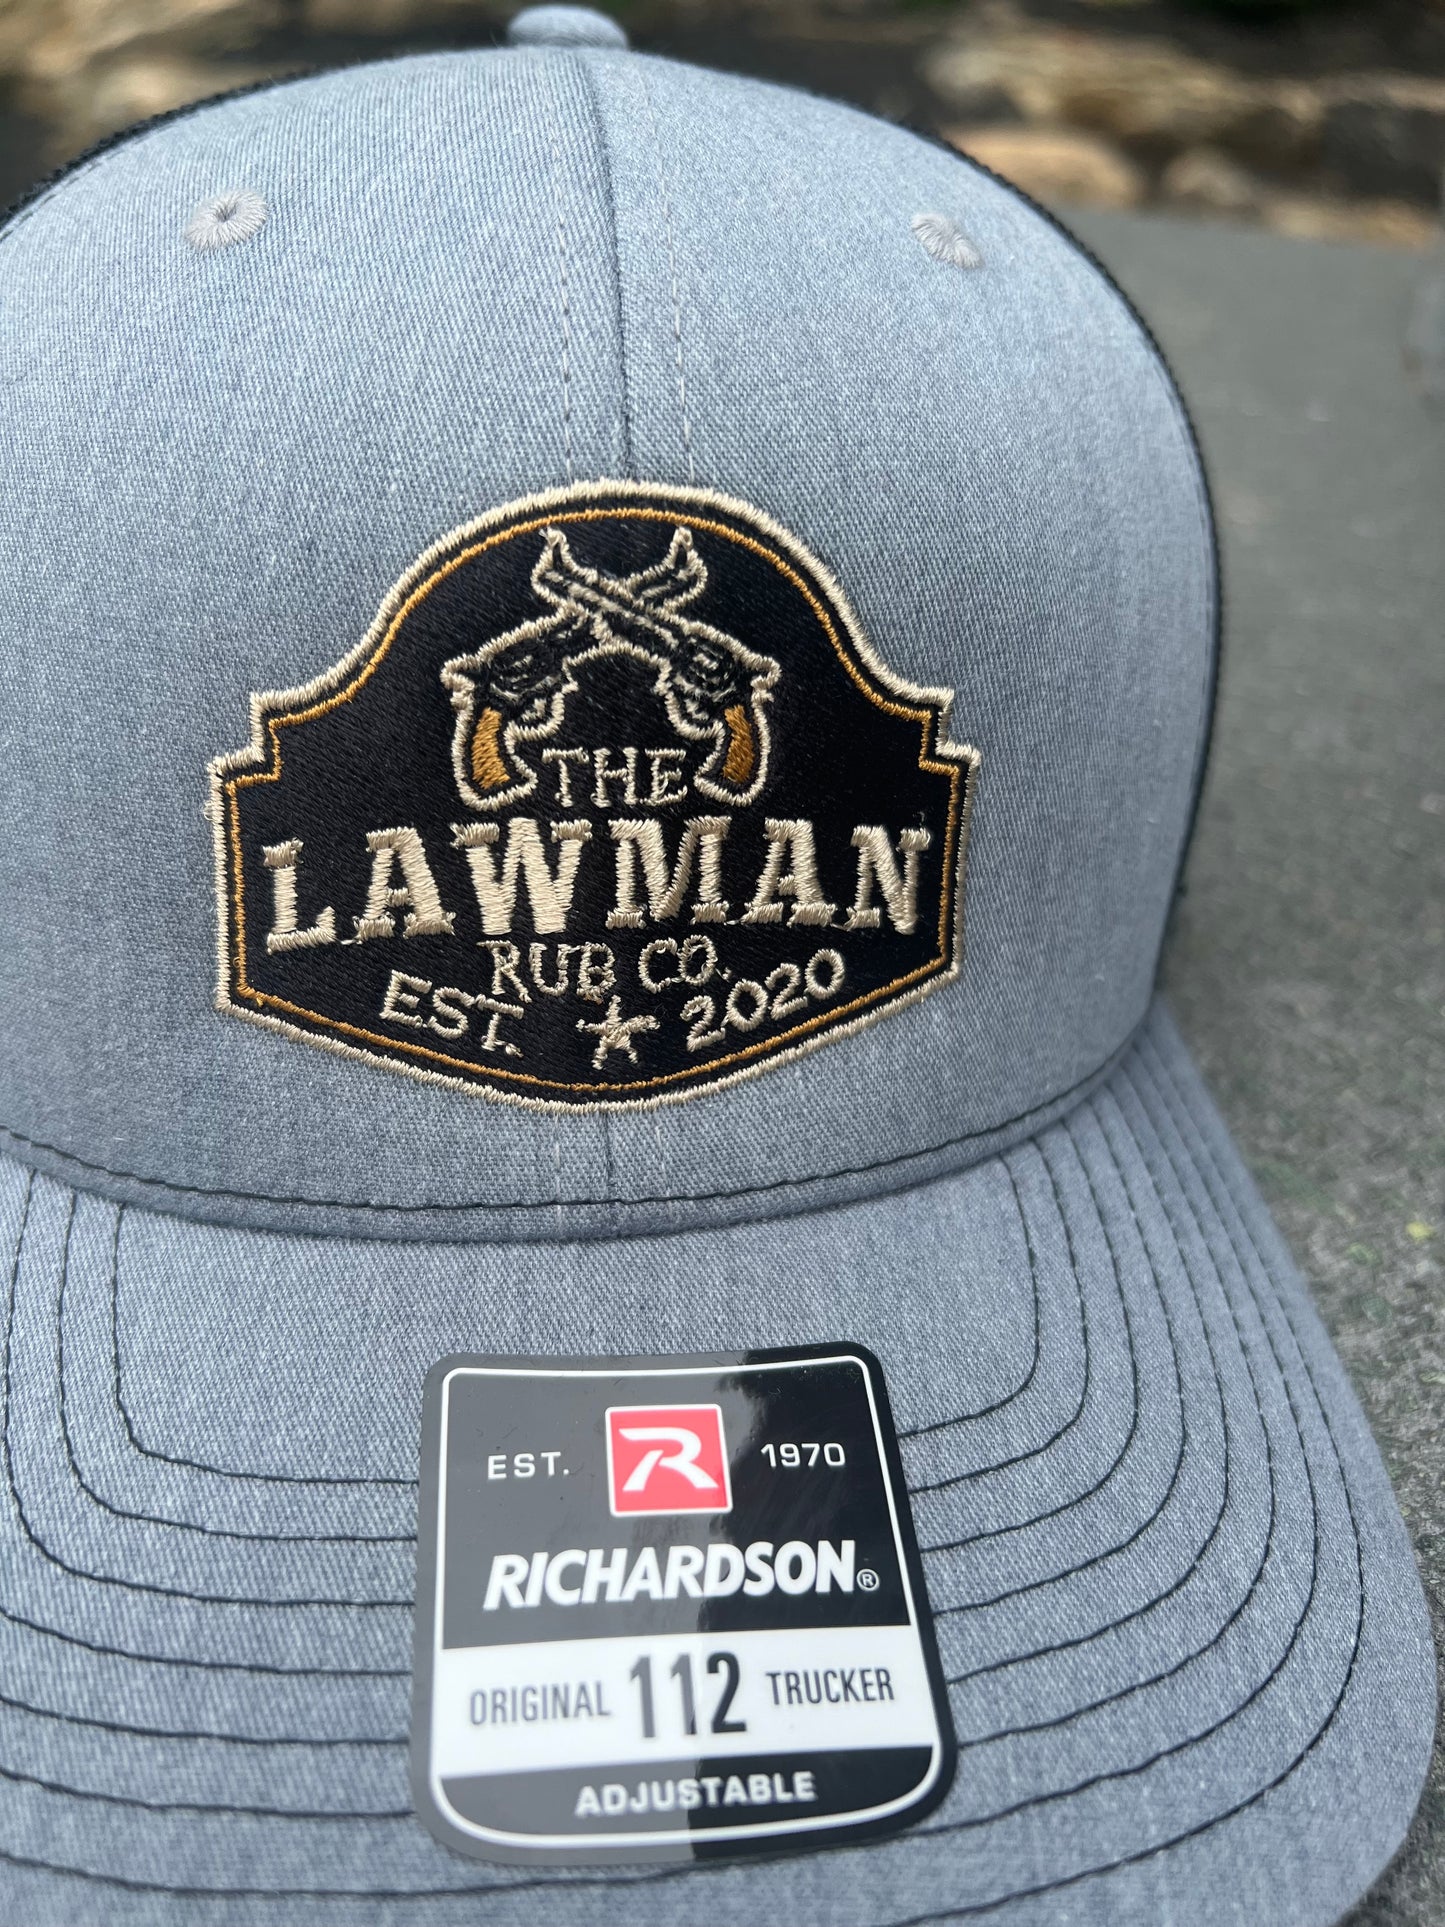 THE
LAWMAN
RUB CO.
EST. 2020
EST. R 1970
RICHARDSON®
ORIGINAL 112 TRUCKER
ADJUSTABLE